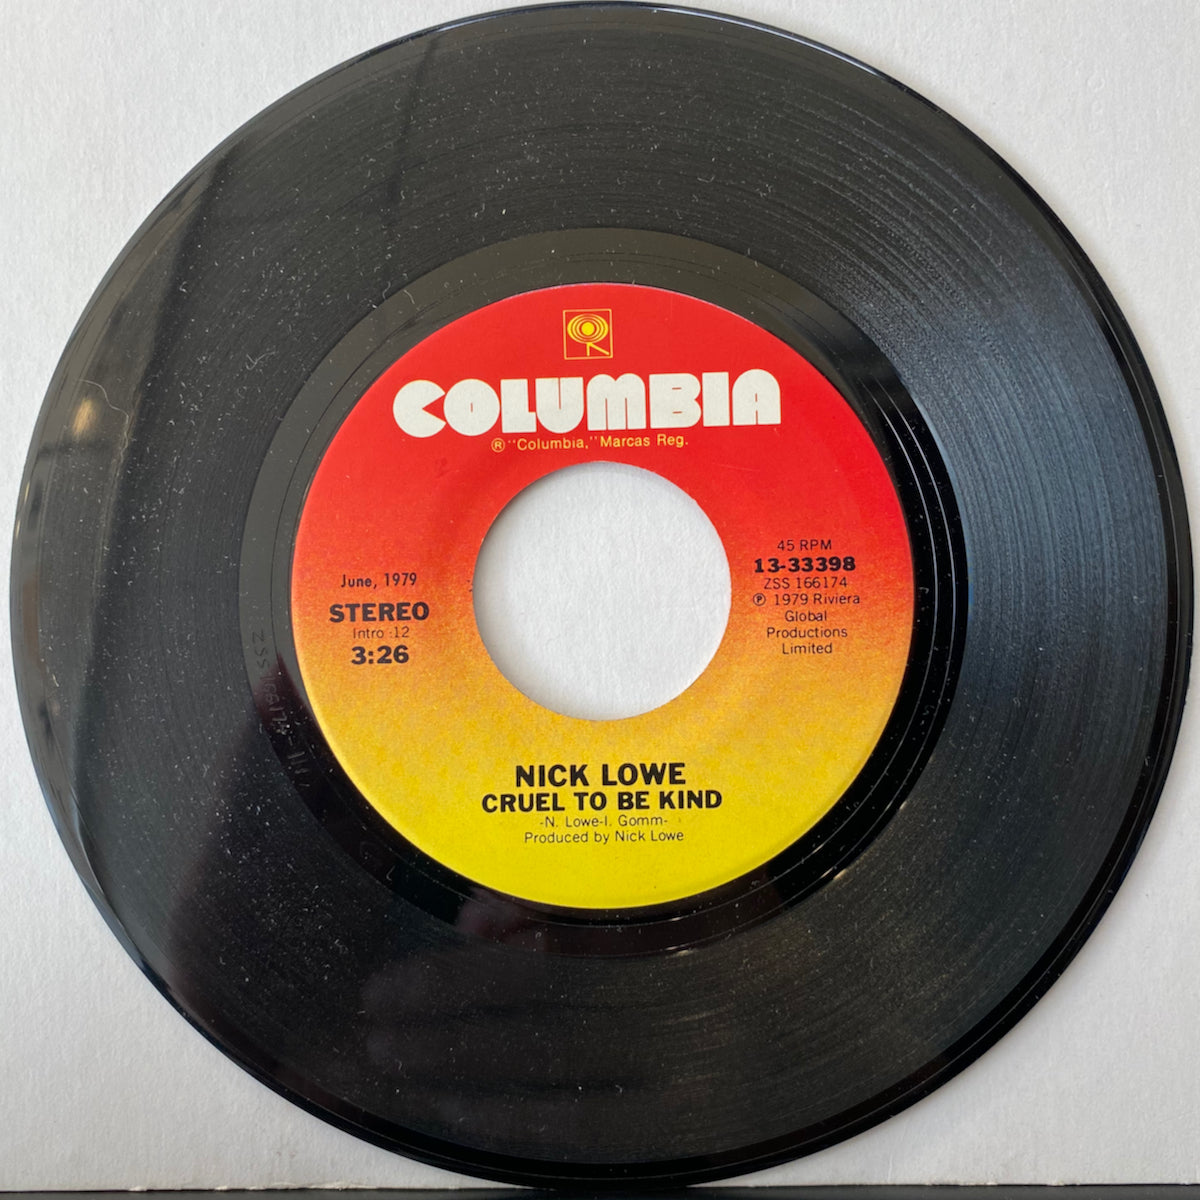 COLUMBIA
® "Columbia," Marcas Reg.
June, 1979
STEREO
Intro :12
3:26
45 RPM
13-33398
ZSS 166174
℗ 1979 Riviera
Global
Productions
Limited
NICK LOWE
CRUEL TO BE KIND
-N. Lowe-I. Gomm-
Produced by Nick Lowe